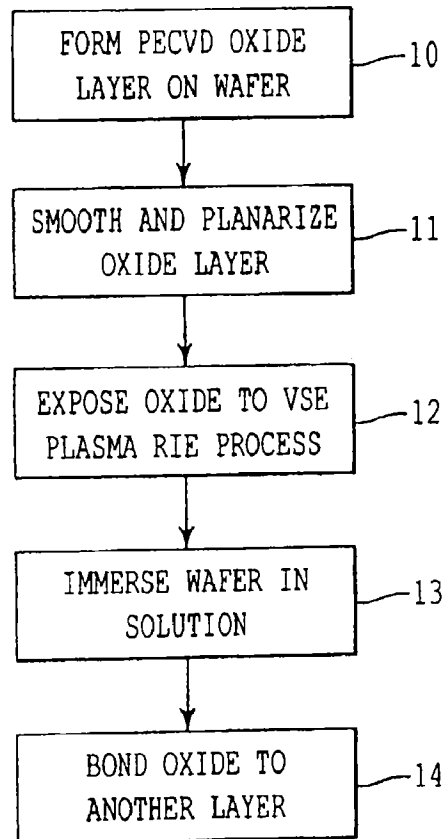 FORM PECVD OXIDE
LAYER ON WAFER
10
SMOOTH AND PLANARIZE
OXIDE LAYER
11
EXPOSE OXIDE TO VSE
PLASMA RIE PROCESS
12
IMMERSE WAFER IN
SOLUTION
13
BOND OXIDE TO
ANOTHER LAYER
14